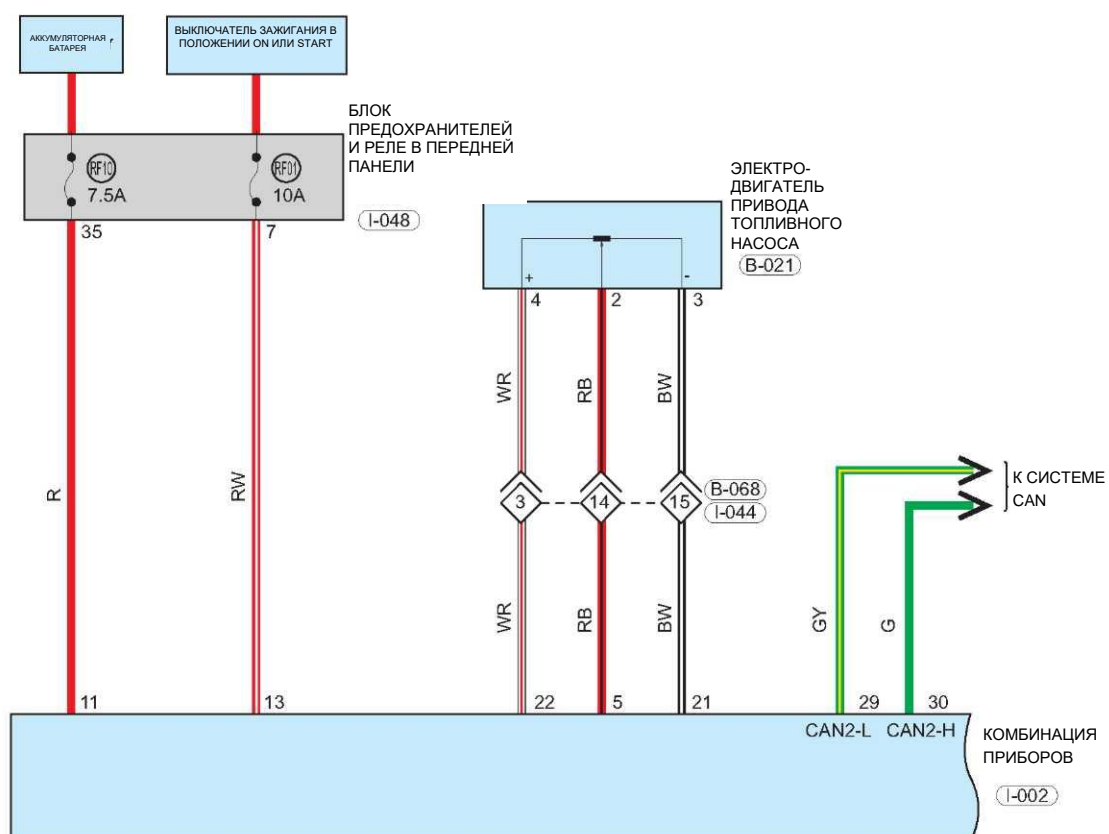 АККУМУЛЯТОРНАЯ
БАТАРЕЯ
ВЫКЛЮЧАТЕЛЬ ЗАЖИГАНИЯ В
ПОЛОЖЕНИИ ON ИЛИ START
БЛОК
ПРЕДОХРАНИТЕЛЕЙ
И РЕЛЕ В ПЕРЕДНЕЙ
ПАНЕЛИ
RF10
7.5A
RF01
10A
I-048
35
7
ЭЛЕКТРО-
ДВИГАТЕЛЬ
ПРИВОДА
ТОПЛИВНОГО
НАСОСА
B-021
+
-
4
2
3
WR
RB
BW
R
RW
3
14
15
B-068
I-044
К СИСТЕМЕ
CAN
WR
RB
BW
GY
G
11
13
22
5
21
29
30
CAN2-L
CAN2-H
КОМБИНАЦИЯ
ПРИБОРОВ
I-002